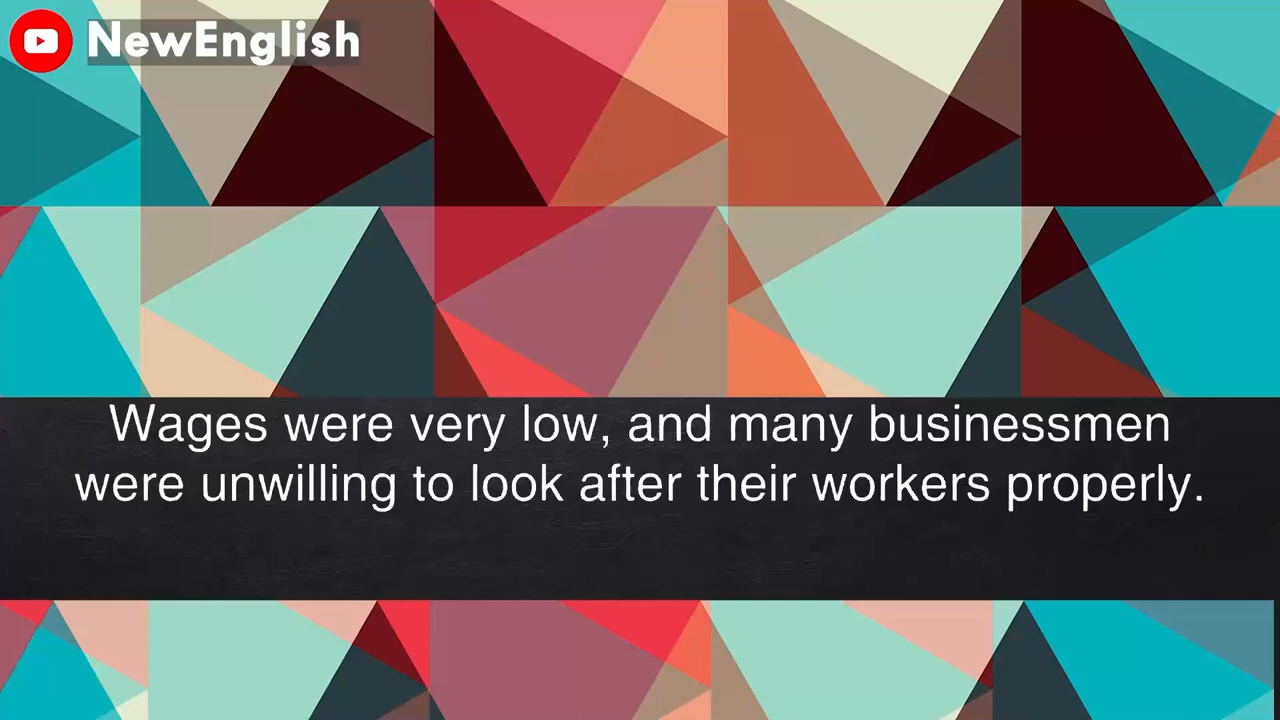 NewEnglish
Wages were very low, and many businessmen
were unwilling to look after their workers properly.